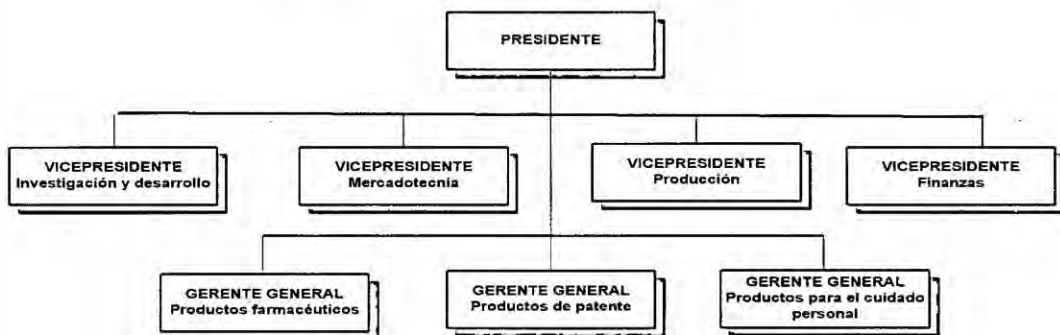 PRESIDENTE
VICEPRESIDENTE
Investigación y desarrollo
VICEPRESIDENTE
Mercadotecnia
VICEPRESIDENTE
Producción
VICEPRESIDENTE
Finanzas
GERENTE GENERAL
Productos farmacéuticos
GERENTE GENERAL
Productos de patente
GERENTE GENERAL
Productos para el cuidado
personal